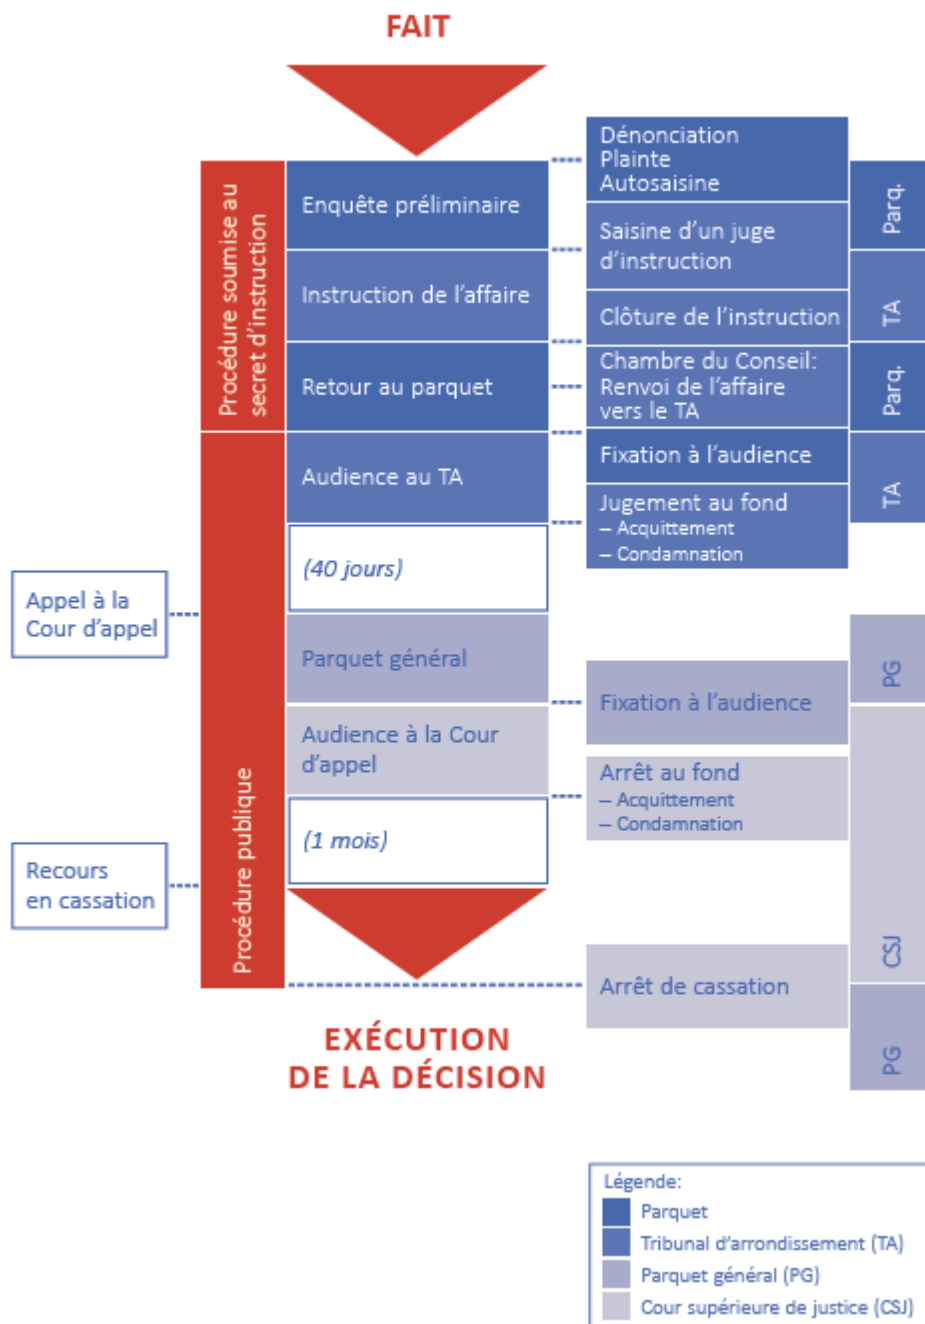 FAIT
Dénonciation
Plainte
Autosaisine
Procédure soumise au
secret d'instruction
Enquête préliminaire
Parq.
Saisine d'un juge
d'instruction
Instruction de l'affaire
TA
Clôture de l'instruction
Retour au parquet
Chambre du Conseil:
Renvoi de l'affaire
vers le TA
Parq.
Fixation à l'audience
Audience au TA
TA
Jugement au fond
– Acquittement
– Condamnation
(40 jours)
Appel à la
Cour d'appel
Procédure publique
Parquet général
PG
Fixation à l'audience
Audience à la Cour
d'appel
Arrêt au fond
– Acquittement
– Condamnation
(1 mois)
Recours
en cassation
CSJ
Arrêt de cassation
EXÉCUTION
DE LA DÉCISION
PG
Légende:
Parquet
Tribunal d'arrondissement (TA)
Parquet général (PG)
Cour supérieure de justice (CSJ)